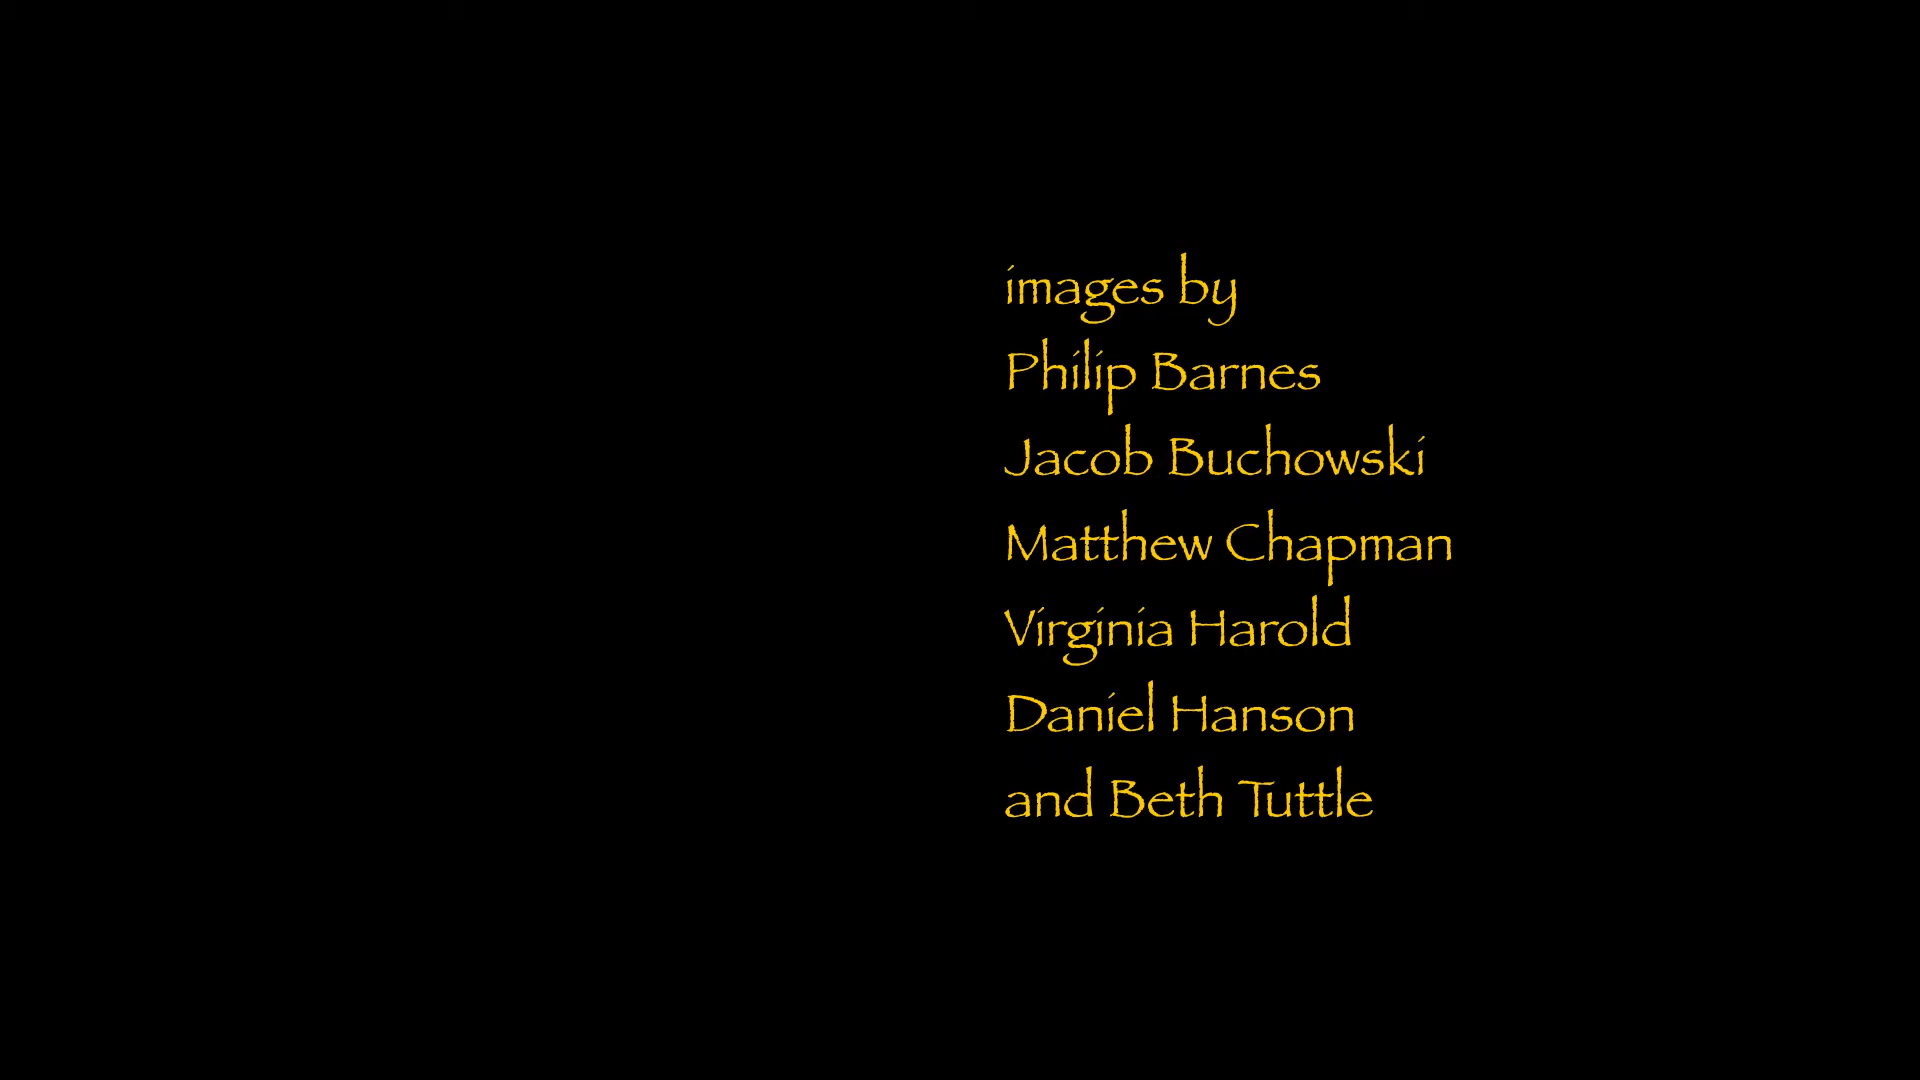 images by
Philip Barnes
Jacob Buchowski
Matthew Chapman
Virginia Harold
Daniel Hanson
and Beth Tuttle